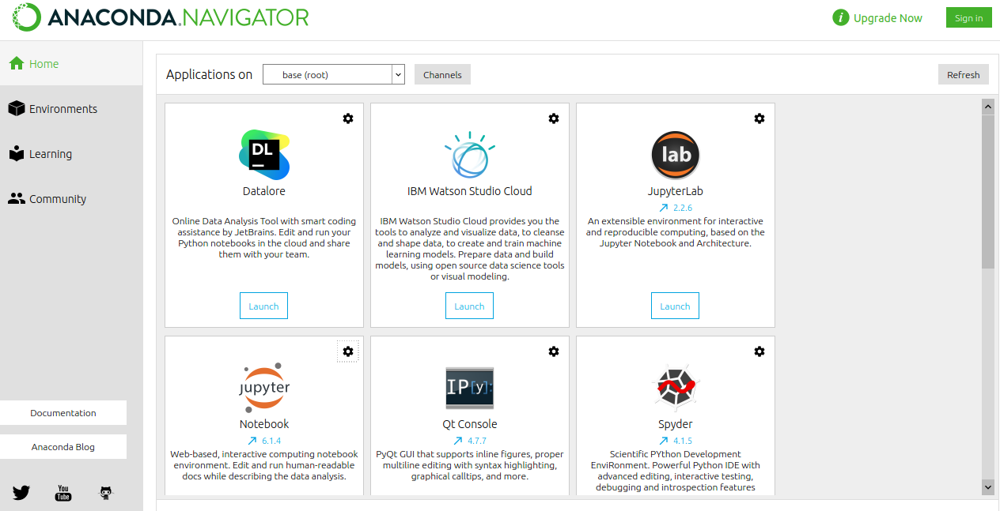 ANACONDA.NAVIGATOR
Upgrade Now
Sign in
Home
Environments
Learning
Community
Documentation
Anaconda Blog
You
Tube
Applications on
base (root)
Channels
Refresh
DL
Datalore
Online Data Analysis Tool with smart coding
assistance by JetBrains. Edit and run your
Python notebooks in the cloud and share
them with your team.
Launch
IBM Watson Studio Cloud
IBM Watson Studio Cloud provides you the
tools to analyze and visualize data, to cleanse
and shape data, to create and train machine
learning models. Prepare data and build
models, using open source data science tools
or visual modeling.
Launch
lab
JupyterLab
2.2.6
An extensible environment for interactive
and reproducible computing, based on the
Jupyter Notebook and Architecture.
Launch
jupyter
Notebook
6.1.4
Web-based, interactive computing notebook
environment. Edit and run human-readable
docs while describing the data analysis.
IP[y]:
Qt Console
4.7.7
PyQt GUI that supports inline figures, proper
multiline editing with syntax highlighting,
graphical calltips, and more.
Spyder
4.1.5
Scientific PYthon Development
EnviRonment. Powerful Python IDE with
advanced editing, interactive testing,
debugging and introspection features